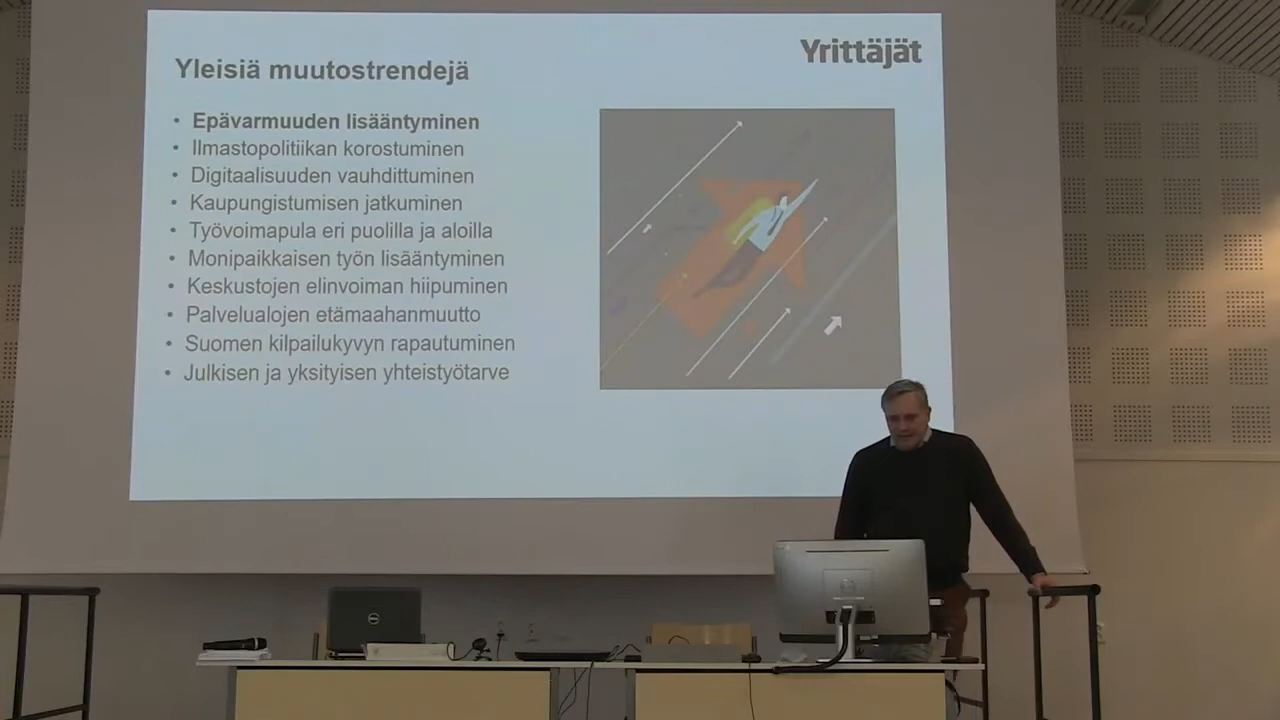 Yrittäjät
Yleisiä muutostrendejä
• Epävarmuuden lisääntyminen
• Ilmastopolitiikan korostuminen
• Digitaalisuuden vauhdittuminen
• Kaupungistumisen jatkuminen
• Työvoimapula eri puolilla ja aloilla
• Monipaikkaisen työn lisääntyminen
• Keskustojen elinvoiman hiipuminen
• Palvelualojen etämaahanmuutto
• Suomen kilpailukyvyn rapautuminen
• Julkisen ja yksityisen yhteistyötarve
DELL